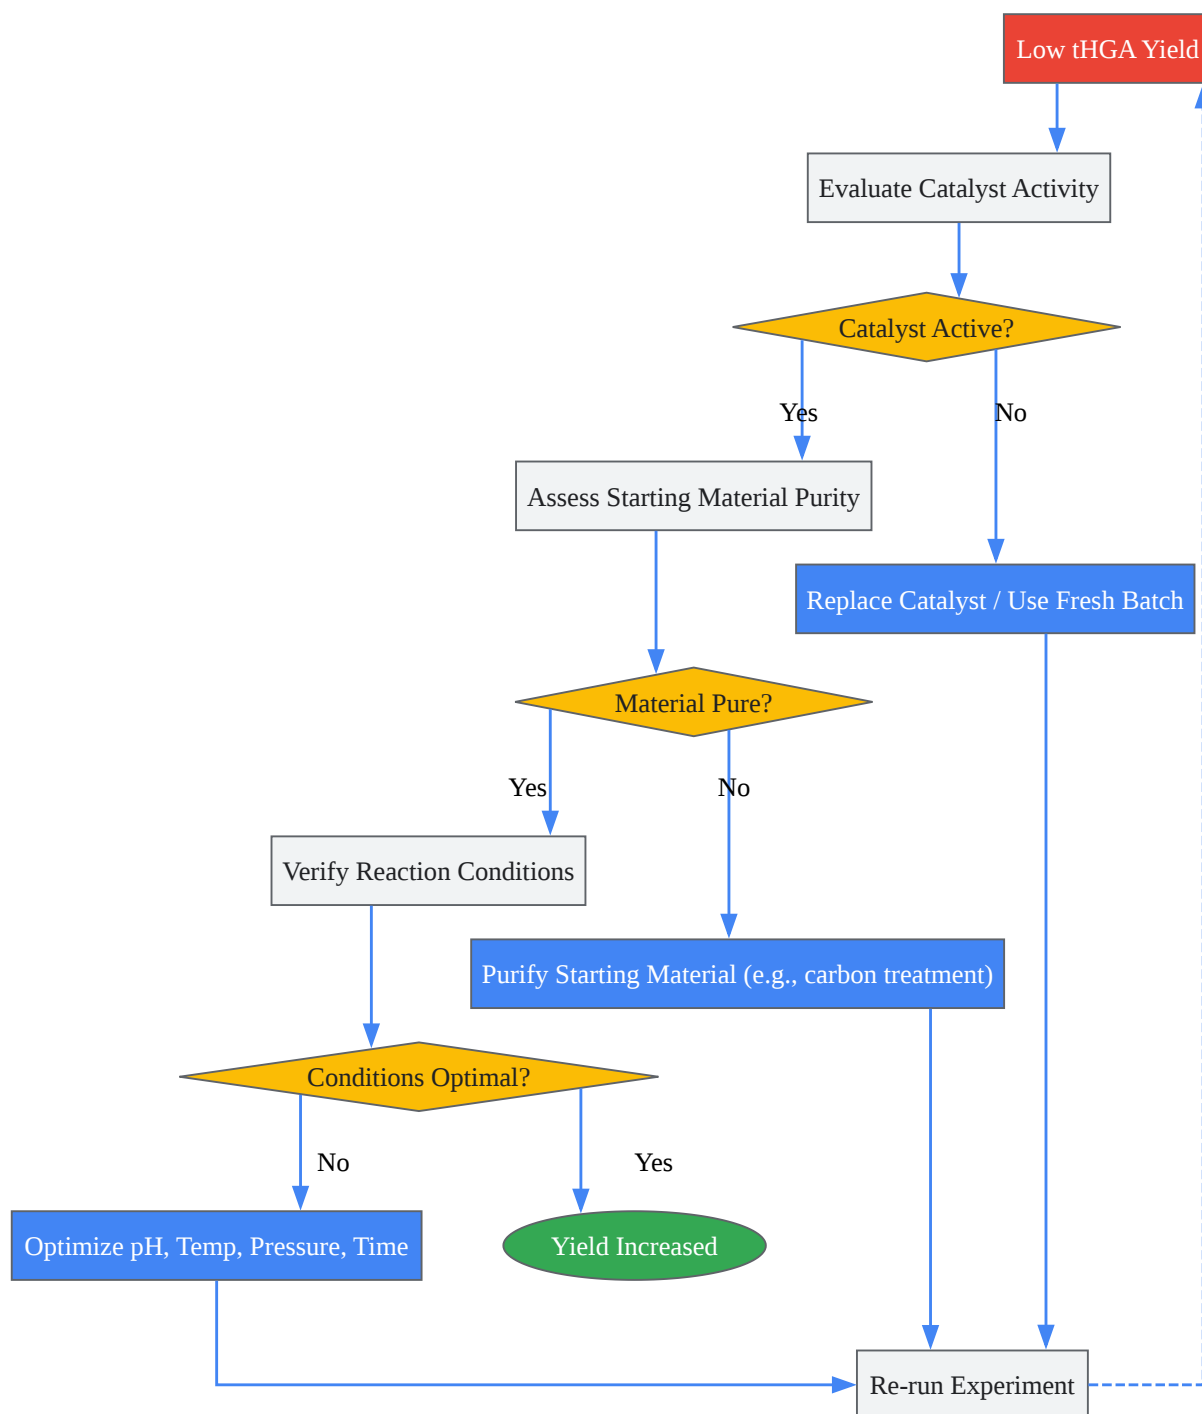 Low tHGA Yield
Evaluate Catalyst Activity
Catalyst Active?
Yes
No
Assess Starting Material Purity
Replace Catalyst / Use Fresh Batch
Material Pure?
Yes
No
Verify Reaction Conditions
Purify Starting Material (e.g., carbon treatment)
Conditions Optimal?
No
Yes
Optimize pH, Temp, Pressure, Time
Yield Increased
Re-run Experiment